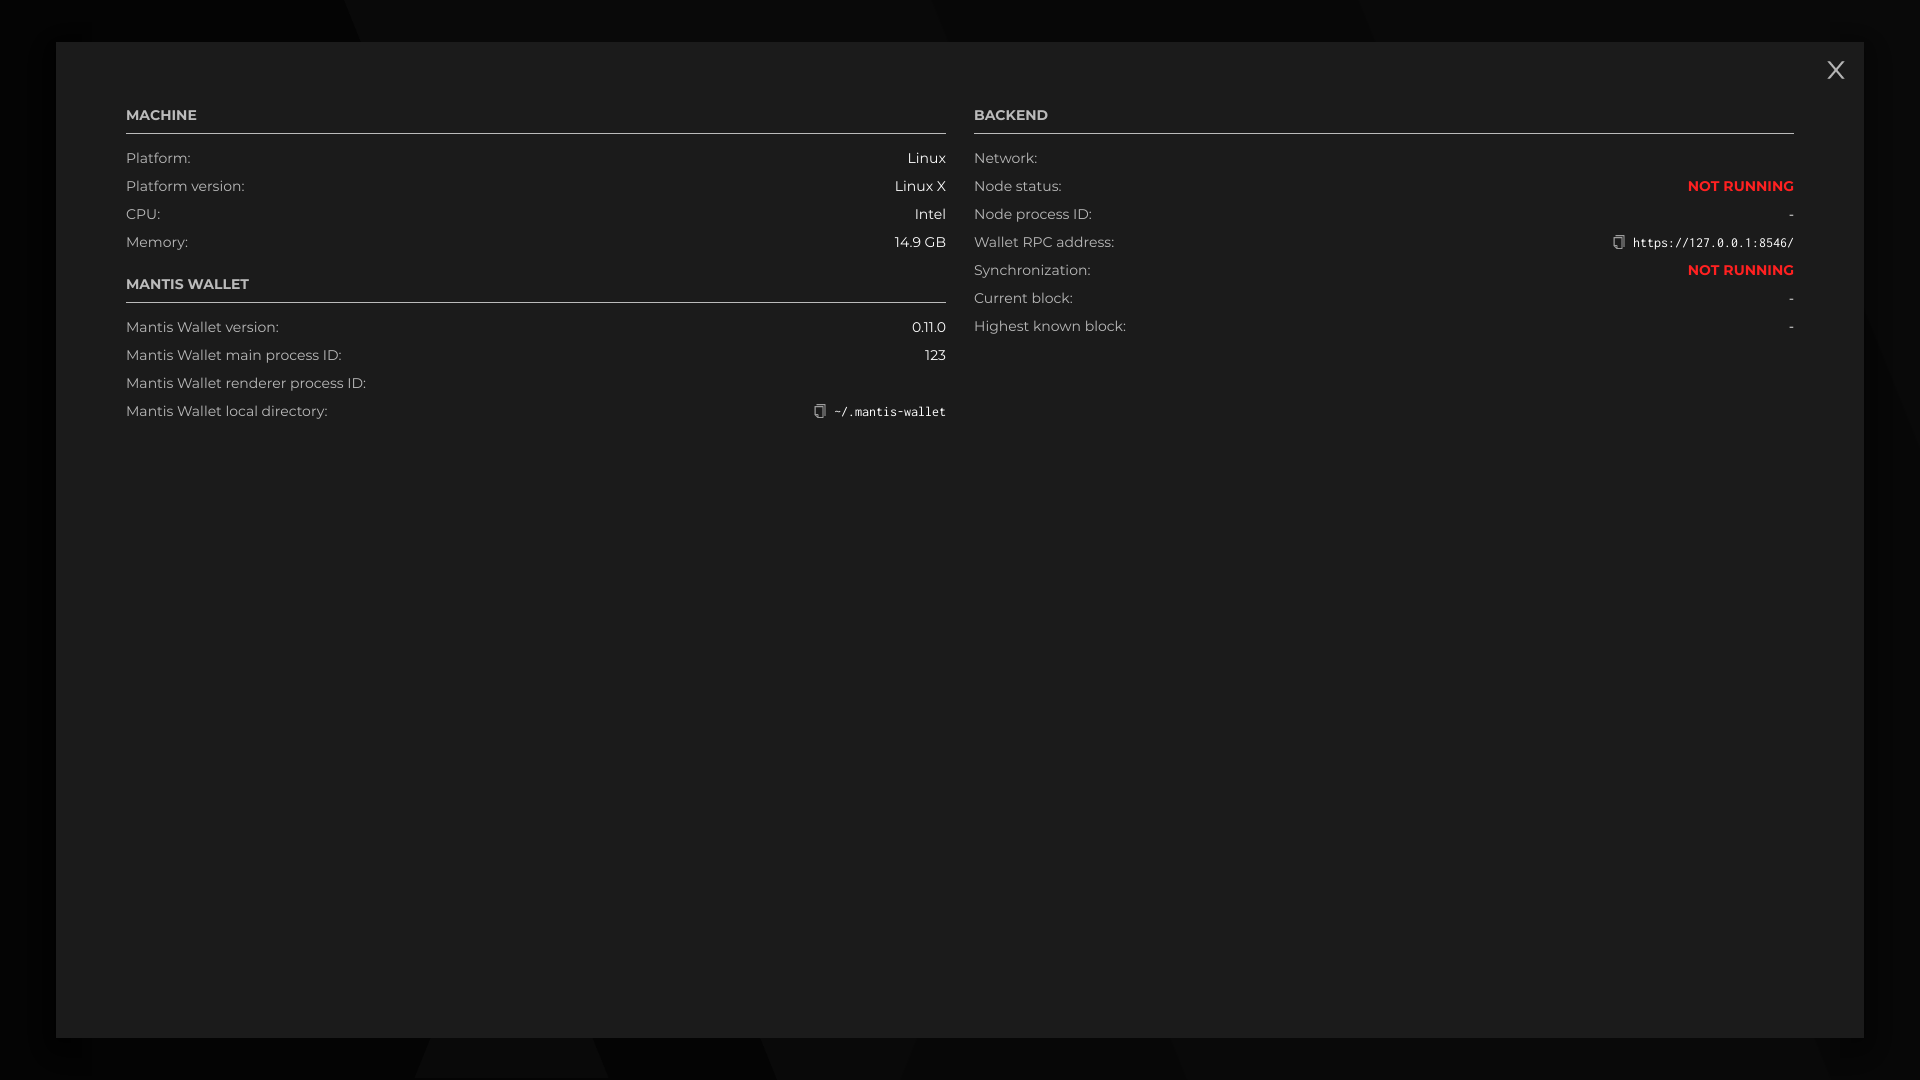 X
MACHINE
Platform: Linux
Platform version: Linux X
CPU: Intel
Memory: 14.9 GB
MANTIS WALLET
Mantis Wallet version: 0.11.0
Mantis Wallet main process ID: 123
Mantis Wallet renderer process ID:
Mantis Wallet local directory: ~/.mantis-wallet
BACKEND
Network:
Node status: NOT RUNNING
Node process ID: -
Wallet RPC address: https://127.0.0.1:8546/
Synchronization: NOT RUNNING
Current block: -
Highest known block: -